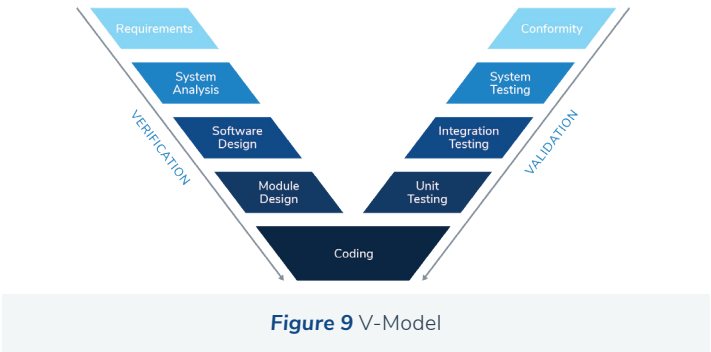 Requirements
Conformity
System
Analysis
System
Testing
Software
Design
Integration
Testing
Module
Design
Unit
Testing
Coding
VERIFICATION
VALIDATION
Figure 9 V-Model